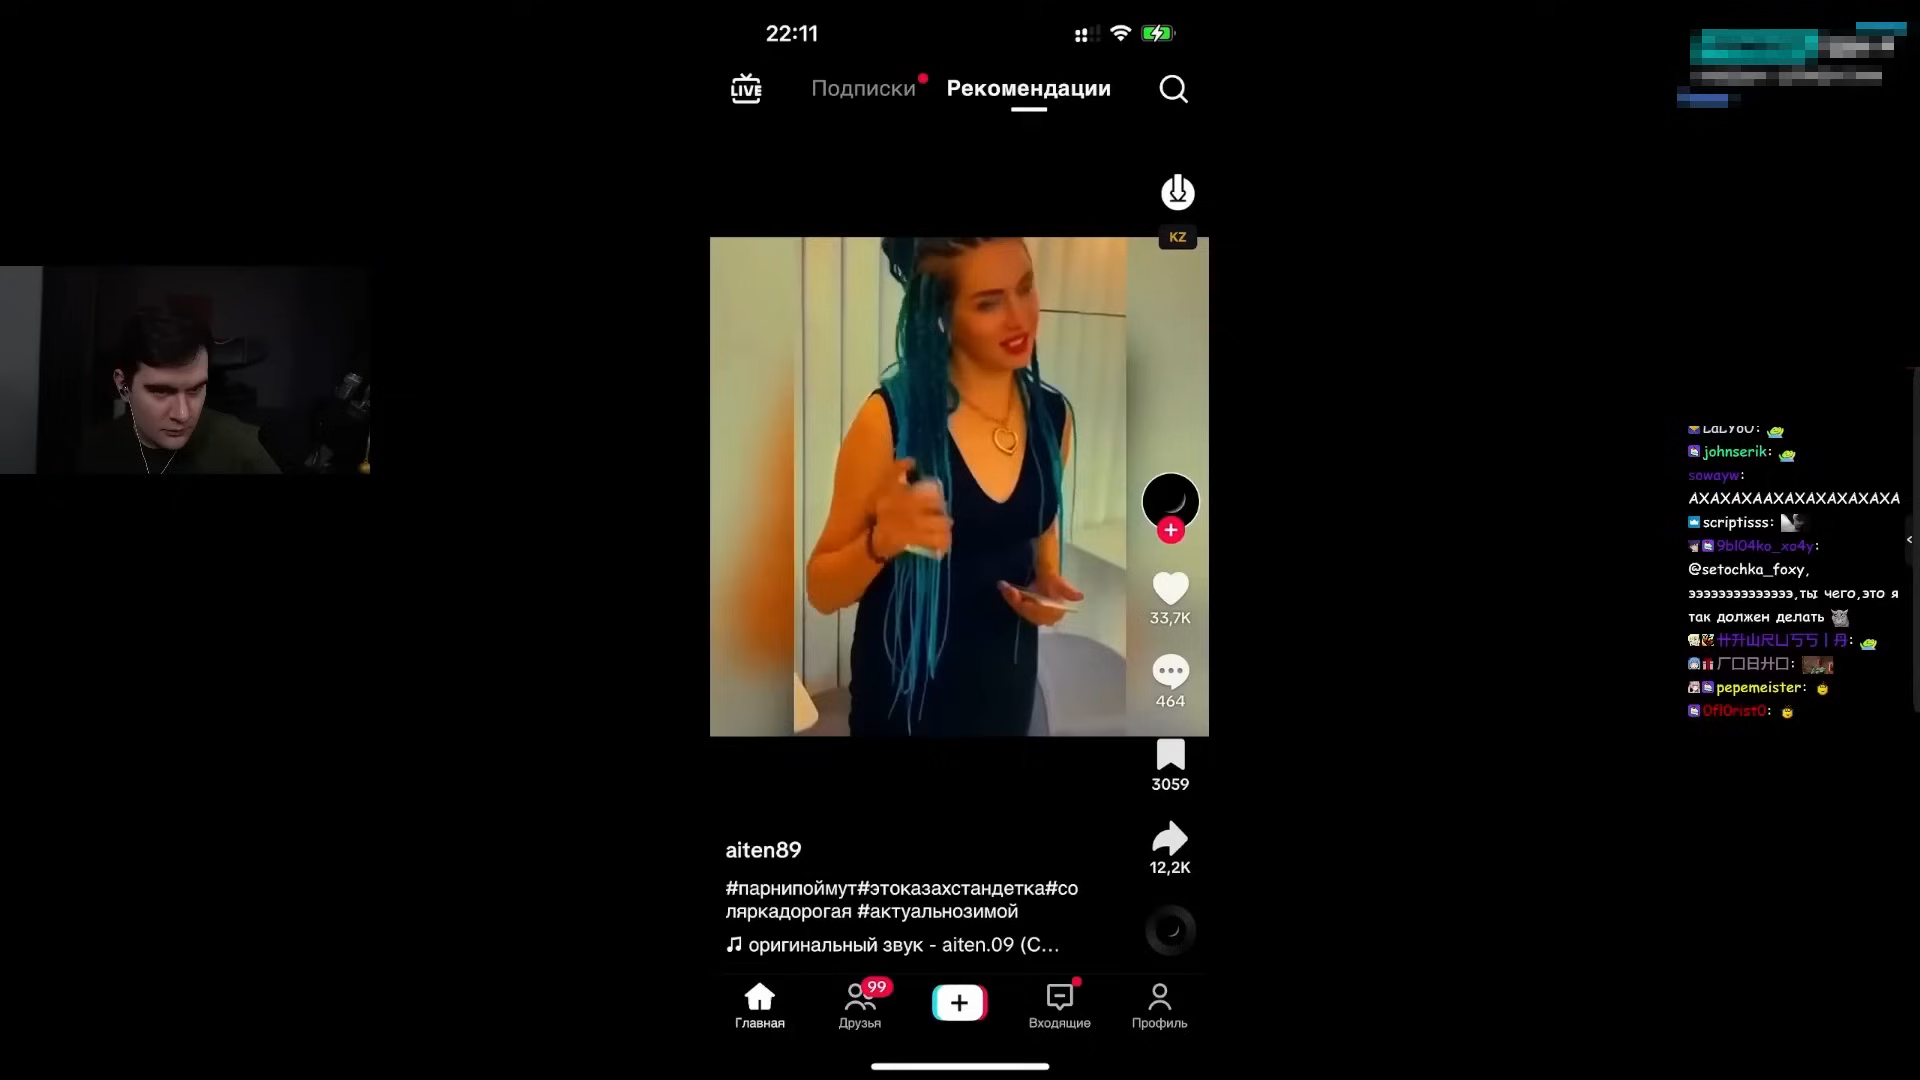 22:11
LIVE
Подписки
Рекомендации
KZ
33,7K
464
3059
12,2K
aiten89
#парнипоймут#этоказахстандетка#со
ляркадорогая #актуальнозимой
оригинальный звук - aiten.09 (С...
Главная
99
Друзья
Входящие
Профиль
LaLY8O:
johnserik:
sowayw:
АХАХАХААХАХАХАХАХАХА
scriptisss:
9bl04ko_xo4y:
@setochka_foxy,
ээээээээээээээ,ты чего,это я
так должен делать
pepemeister:
0fl0rist0: